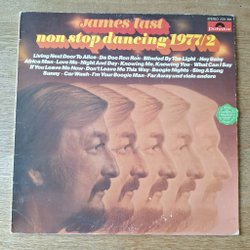 james last
non stop dancing 1977/2
STEREO
Polydor
Living Next Door To Alice · Da Doo Ron Ron · Blinded By The Light · Hey Baby
Africa Man · Love Me · Night And Day · Knowing Me, Knowing You · What Can I Say
If You Leave Me Now · Don't Leave Me This Way · Boogie Nights · Sing A Song
Sunny · Car Wash · I'm Your Boogie Man · Far Away und viele andere